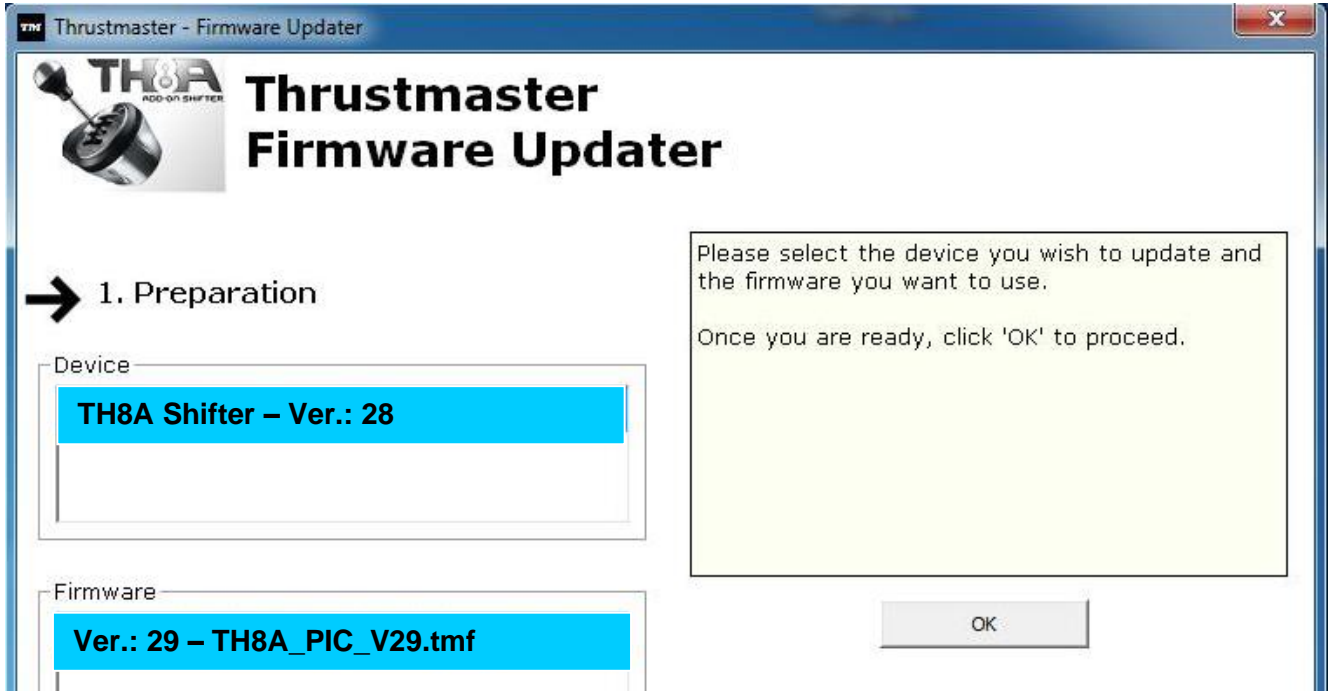 Thrustmaster - Firmware Updater
x
TH8A
ADD-ON SHIFTER
Thrustmaster
Firmware Updater
1. Preparation
Please select the device you wish to update and
the firmware you want to use.
Once you are ready, click 'OK' to proceed.
Device
TH8A Shifter – Ver.: 28
Firmware
Ver.: 29 – TH8A_PIC_V29.tmf
OK